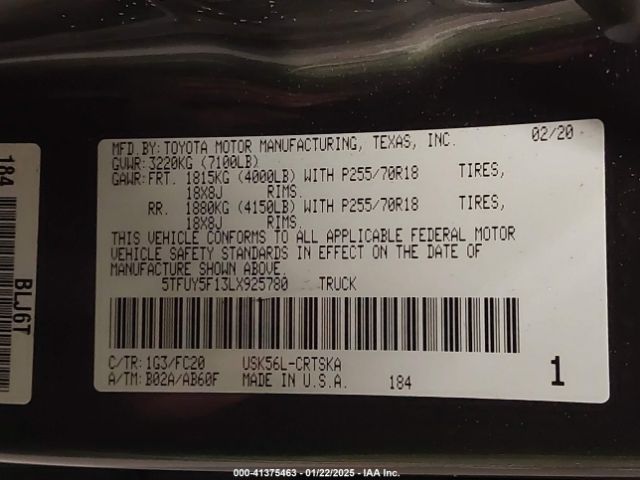 MFD.BY: TOYOTA MOTOR MANUFACTURING, TEXAS, INC. 02/20
GVWR: 3220KG (7100LB)
GAWR: FRT. 1815KG (4000LB) WITH P255/70R18 TIRES,
18X8J RIMS.
RR. 1880KG (4150LB) WITH P255/70R18 TIRES,
18X8J RIMS.
THIS VEHICLE CONFORMS TO ALL APPLICABLE FEDERAL MOTOR
VEHICLE SAFETY STANDARDS IN EFFECT ON THE DATE OF
MANUFACTURE SHOWN ABOVE.
5TFUY5F13LX925780 TRUCK
C/TR: 1G3/FC20 USK56L-CRTSKA
A/TM: B02A/AB60F MADE IN U.S.A. 184 1
184 BLJ6T
000-41375463 - 01/22/2025 - IAA Inc.